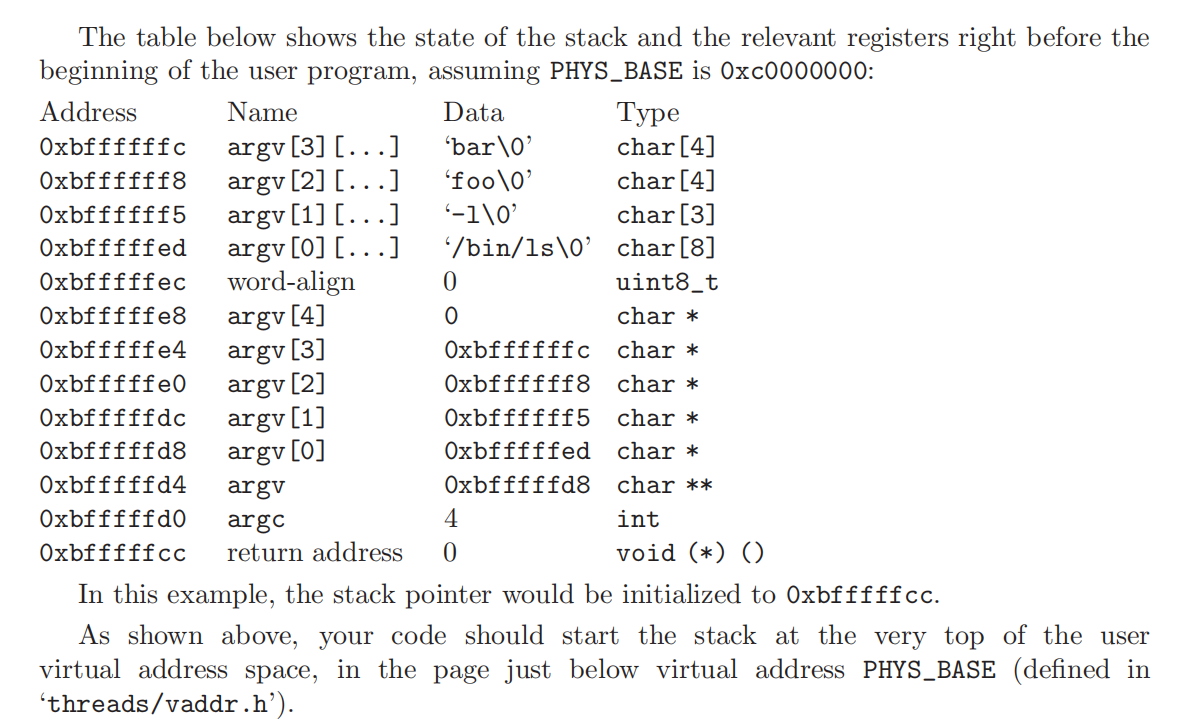 The table below shows the state of the stack and the relevant registers right before the
beginning of the user program, assuming PHYS_BASE is 0xc0000000:
Address Name Data Type
0xbffffffc argv[3][...] ‘bar\0’ char[4]
0xbffffff8 argv[2][...] ‘foo\0’ char[4]
0xbffffff5 argv[1][...] ‘-l\0’ char[3]
0xbfffffed argv[0][...] ‘/bin/ls\0’ char[8]
0xbfffffec word-align 0 uint8_t
0xbfffffe8 argv[4] 0 char *
0xbfffffe4 argv[3] 0xbffffffc char *
0xbfffffe0 argv[2] 0xbffffff8 char *
0xbfffffdc argv[1] 0xbffffff5 char *
0xbfffffd8 argv[0] 0xbfffffed char *
0xbfffffd4 argv 0xbfffffd8 char **
0xbfffffd0 argc 4 int
0xbfffffcc return address 0 void (*) ()
In this example, the stack pointer would be initialized to 0xbfffffcc.
As shown above, your code should start the stack at the very top of the user
virtual address space, in the page just below virtual address PHYS_BASE (defined in
‘threads/vaddr.h’).